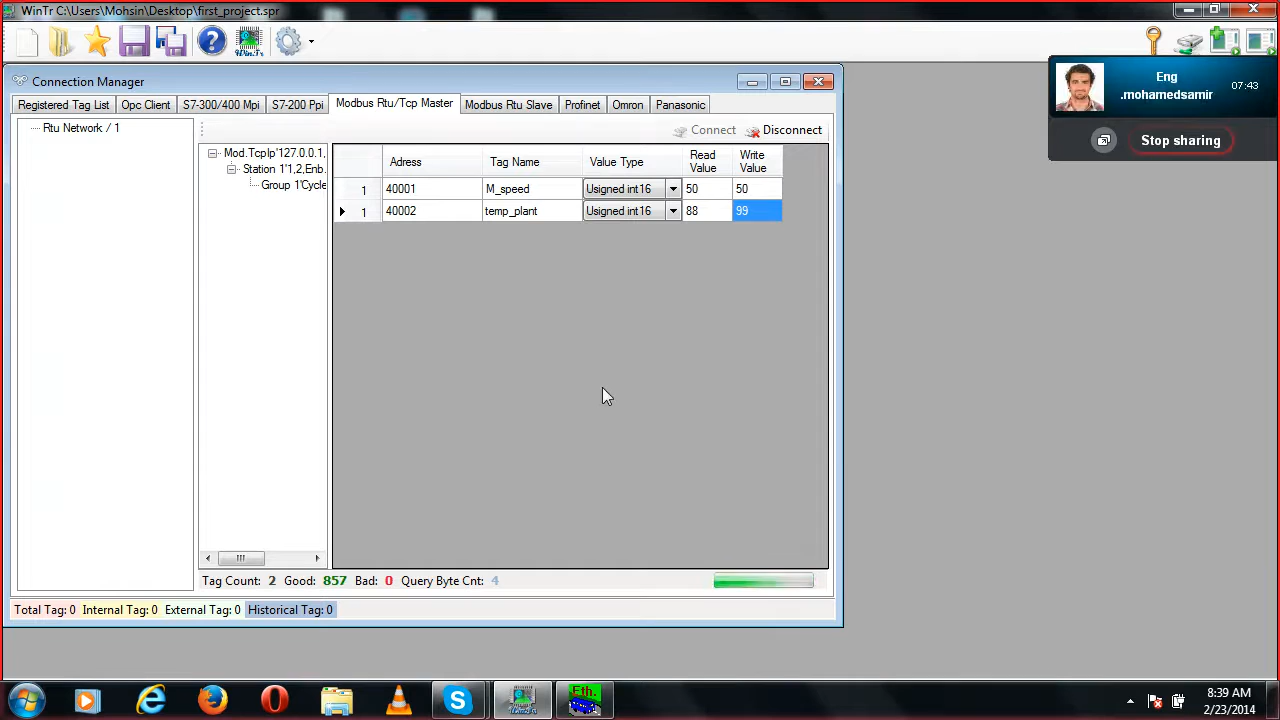 WinTr C:\Users\Mohsin\Desktop\first_project.spr
WinTr
Connection Manager
Registered Tag List Opc Client S7-300/400 Mpi S7-200 Ppi Modbus Rtu/Tcp Master Modbus Rtu Slave Profinet Omron Panasonic
Rtu Network / 1
Connect Disconnect
Mod.TcpIp'127.0.0.1,
Station 1'1,2,Enb.
Group 1'Cycle
Adress Tag Name Value Type Read Value Write Value
1 40001 M_speed Usigned int16 50 50
1 40002 temp_plant Usigned int16 88 99
Tag Count: 2 Good: 857 Bad: 0 Query Byte Cnt: 4
Total Tag: 0 Internal Tag: 0 External Tag: 0 Historical Tag: 0
Eng
.mohamedsamir
07:43
Stop sharing
Eth.
8:39 AM
2/23/2014